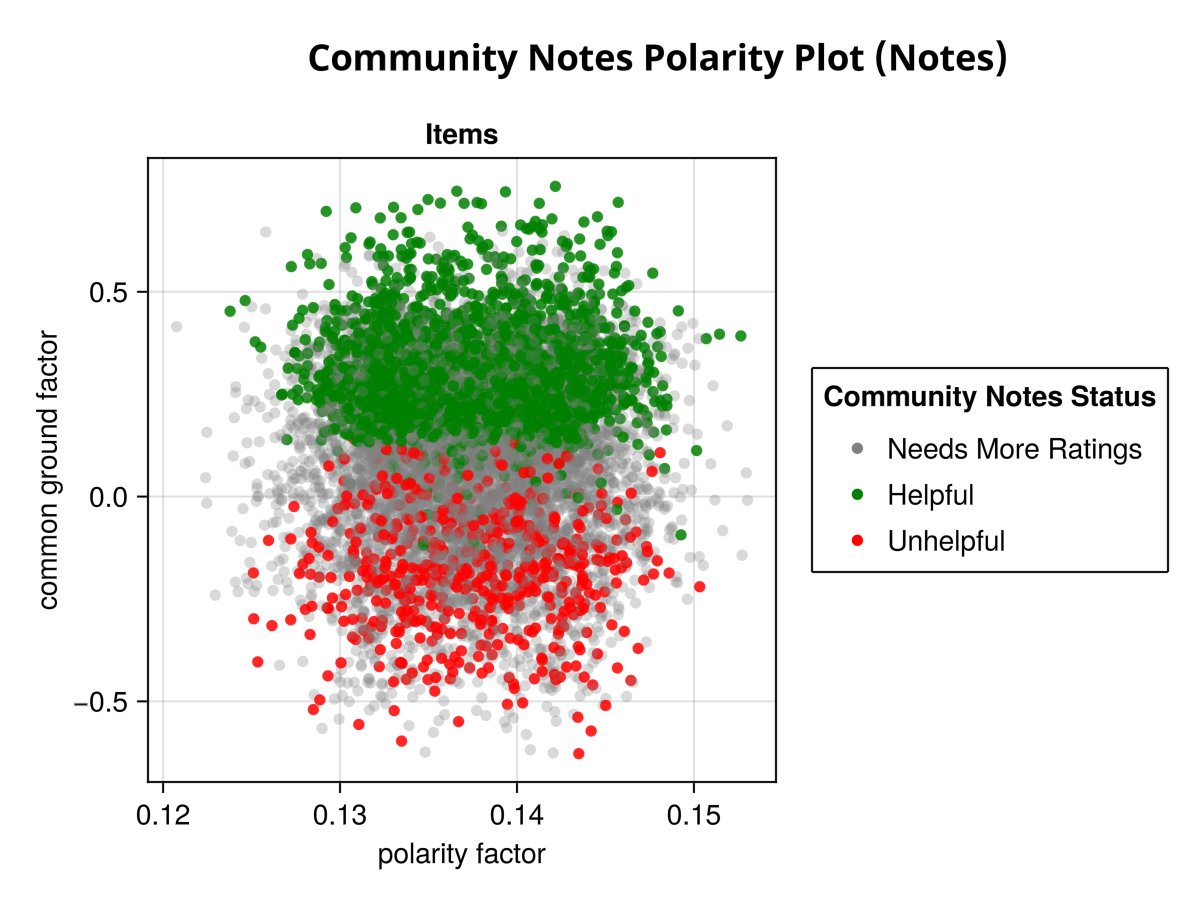 Community Notes Polarity Plot (Notes)
Items
common ground factor
0.5
0.0
−0.5
0.12 0.13 0.14 0.15
polarity factor
Community Notes Status
Needs More Ratings
Helpful
Unhelpful